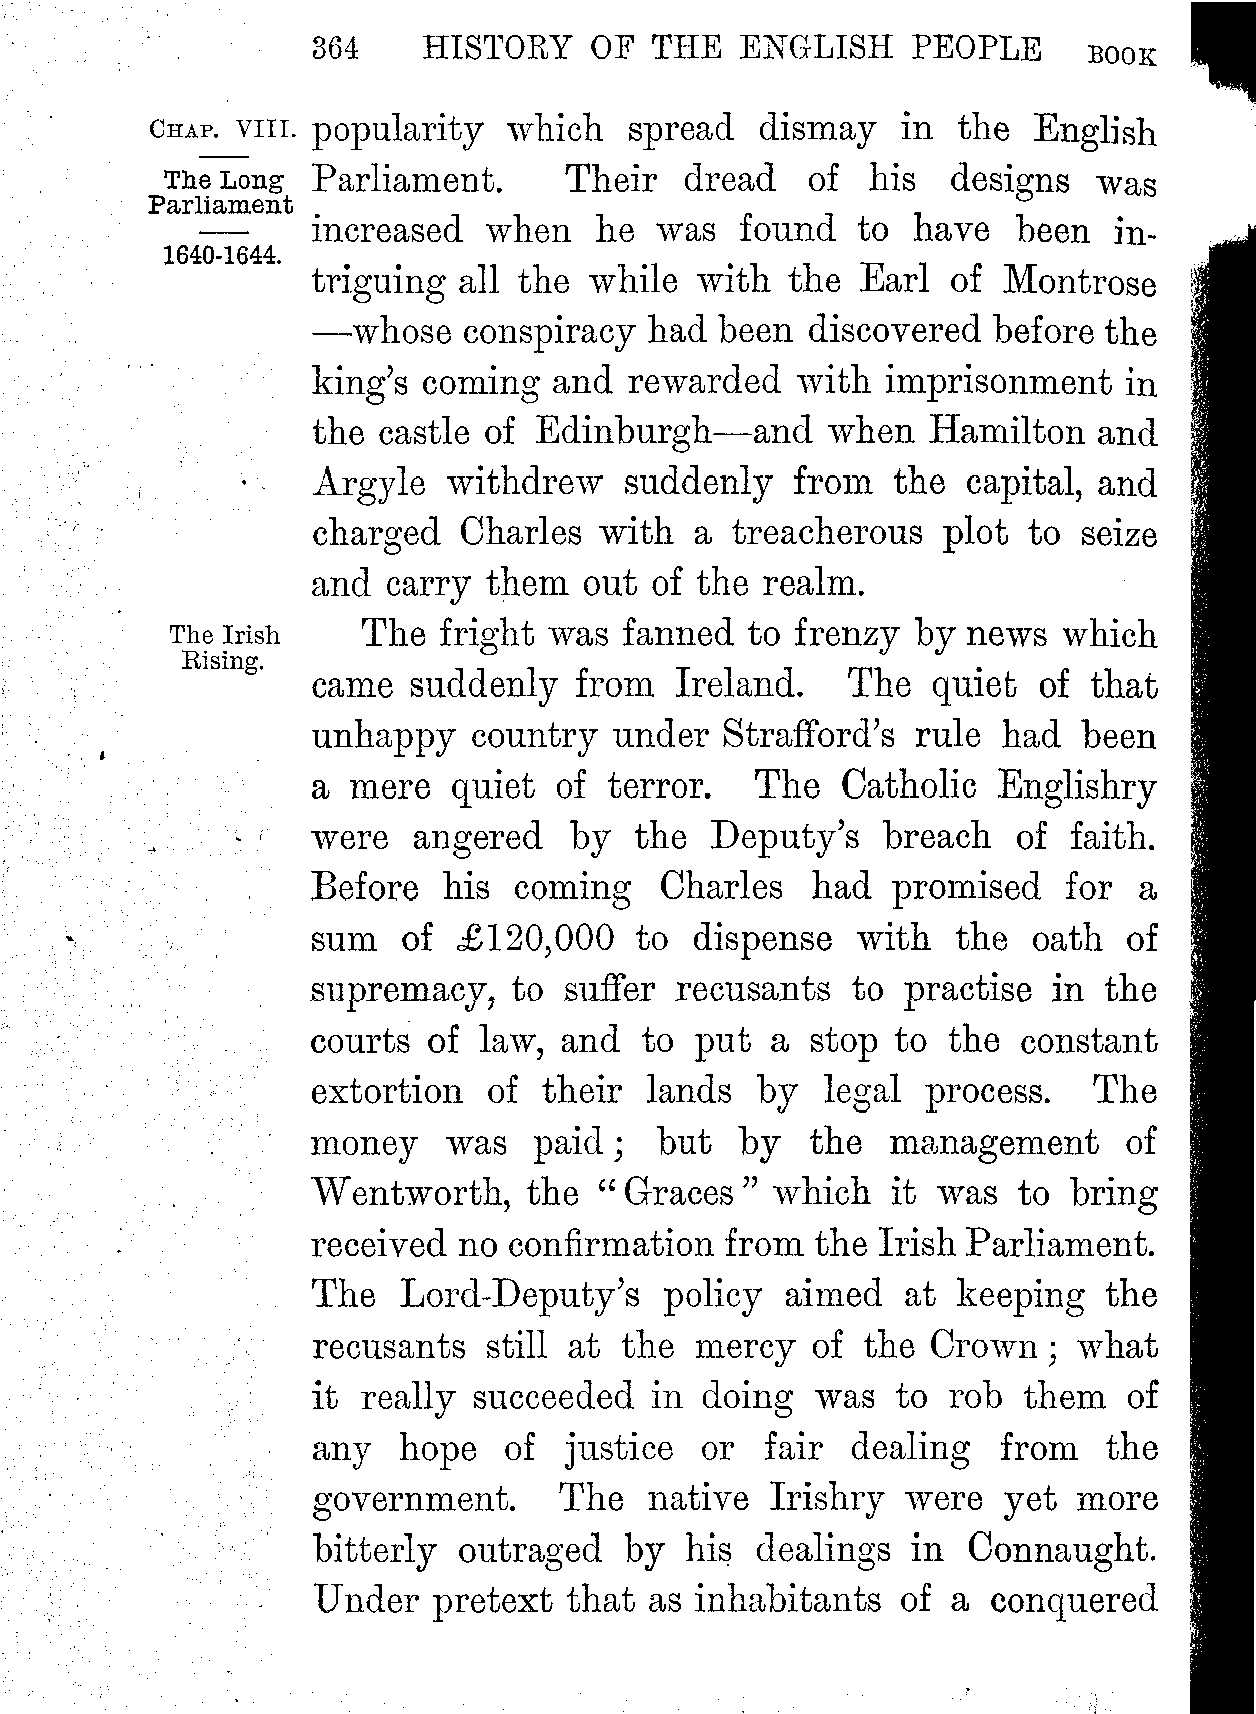 364 HISTORY OF THE ENGLISH PEOPLE BOOK
CHAP. VIII.
The Long
Parliament
1640-1644.
popularity which spread dismay in the English
Parliament. Their dread of his designs was
increased when he was found to have been in-
triguing all the while with the Earl of Montrose
—whose conspiracy had been discovered before the
king's coming and rewarded with imprisonment in
the castle of Edinburgh—and when Hamilton and
Argyle withdrew suddenly from the capital, and
charged Charles with a treacherous plot to seize
and carry them out of the realm.
The Irish
Rising.
The fright was fanned to frenzy by news which
came suddenly from Ireland. The quiet of that
unhappy country under Strafford's rule had been
a mere quiet of terror. The Catholic Englishry
were angered by the Deputy's breach of faith.
Before his coming Charles had promised for a
sum of £120,000 to dispense with the oath of
supremacy, to suffer recusants to practise in the
courts of law, and to put a stop to the constant
extortion of their lands by legal process. The
money was paid; but by the management of
Wentworth, the "Graces" which it was to bring
received no confirmation from the Irish Parliament.
The Lord-Deputy's policy aimed at keeping the
recusants still at the mercy of the Crown; what
it really succeeded in doing was to rob them of
any hope of justice or fair dealing from the
government. The native Irishry were yet more
bitterly outraged by his dealings in Connaught.
Under pretext that as inhabitants of a conquered